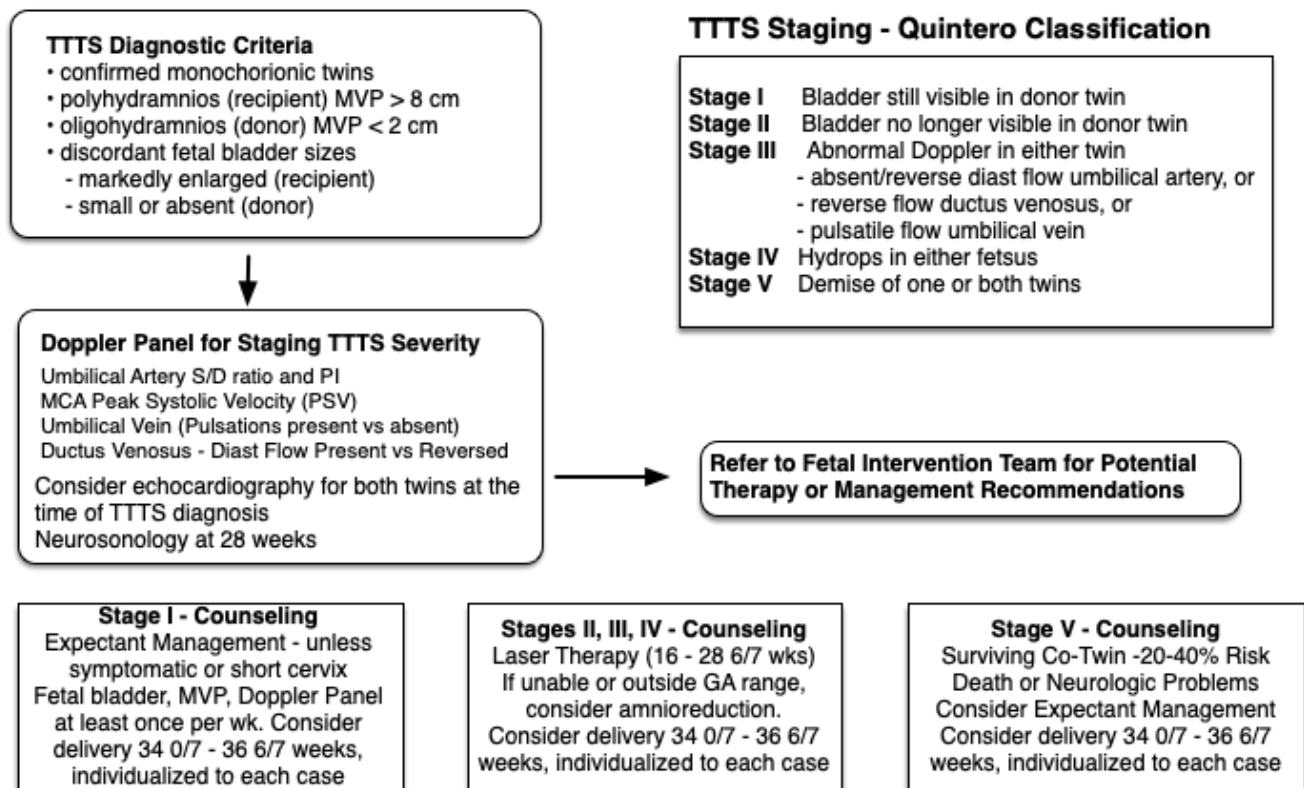 TTTS Diagnostic Criteria
• confirmed monochorionic twins
• polyhydramnios (recipient) MVP > 8 cm
• oligohydramnios (donor) MVP < 2 cm
• discordant fetal bladder sizes
- markedly enlarged (recipient)
- small or absent (donor)
TTTS Staging - Quintero Classification
Stage I Bladder still visible in donor twin
Stage II Bladder no longer visible in donor twin
Stage III Abnormal Doppler in either twin
- absent/reverse diast flow umbilical artery, or
- reverse flow ductus venosus, or
- pulsatile flow umbilical vein
Stage IV Hydrops in either fetsus
Stage V Demise of one or both twins
Doppler Panel for Staging TTTS Severity
Umbilical Artery S/D ratio and PI
MCA Peak Systolic Velocity (PSV)
Umbilical Vein (Pulsations present vs absent)
Ductus Venosus - Diast Flow Present vs Reversed
Consider echocardiography for both twins at the
time of TTTS diagnosis
Neurosonology at 28 weeks
Refer to Fetal Intervention Team for Potential
Therapy or Management Recommendations
Stage I - Counseling
Expectant Management - unless
symptomatic or short cervix
Fetal bladder, MVP, Doppler Panel
at least once per wk. Consider
delivery 34 0/7 - 36 6/7 weeks,
individualized to each case
Stages II, III, IV - Counseling
Laser Therapy (16 - 28 6/7 wks)
If unable or outside GA range,
consider amnioreduction.
Consider delivery 34 0/7 - 36 6/7
weeks, individualized to each case
Stage V - Counseling
Surviving Co-Twin -20-40% Risk
Death or Neurologic Problems
Consider Expectant Management
Consider delivery 34 0/7 - 36 6/7
weeks, individualized to each case